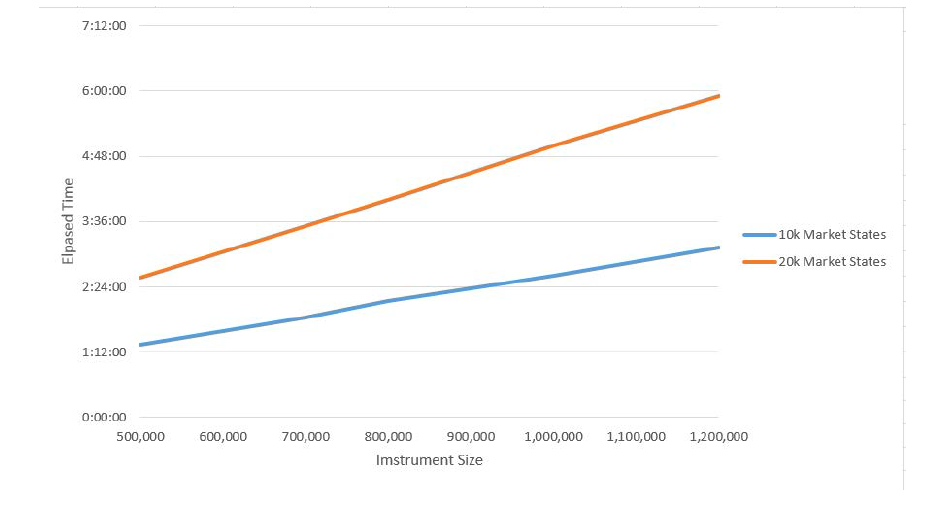 7:12:00
6:00:00
4:48:00
3:36:00
2:24:00
1:12:00
0:00:00
Elpased Time
500,000 600,000 700,000 800,000 900,000 1,000,000 1,100,000 1,200,000
Imstrument Size
10k Market States
20k Market States